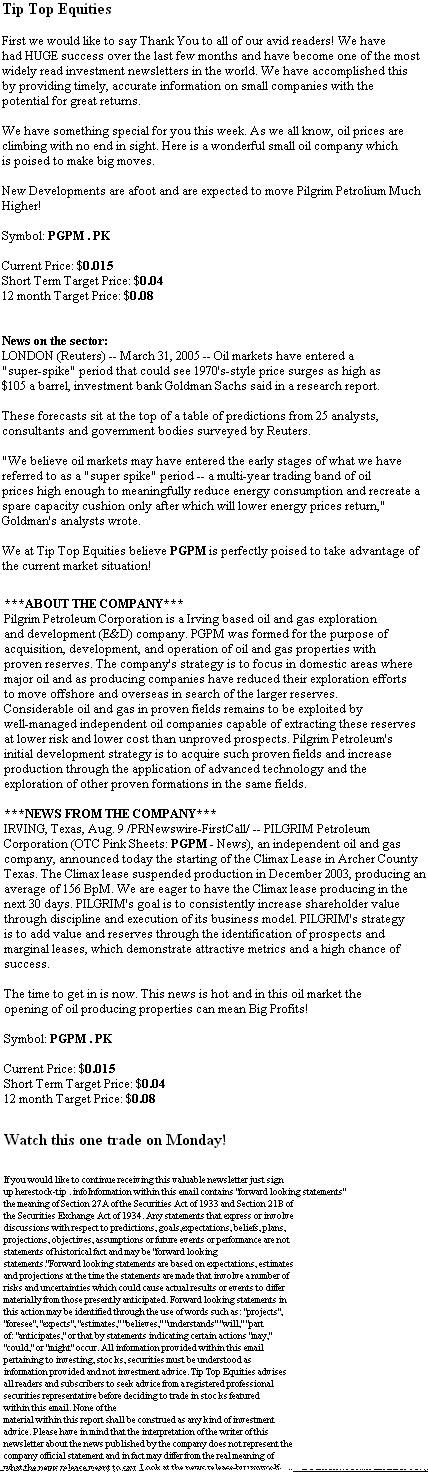 Tip Top Equities
First we would like to say Thank You to all of our avid readers! We have
had HUGE success over the last few months and have become one of the most
widely read investment newsletters in the world. We have accomplished this
by providing timely, accurate information on small companies with the
potential for great returns.
We have something special for you this week. As we all know, oil prices are
climbing with no end in sight. Here is a wonderful small oil company which
is poised to make big moves.
New Developments are afoot and are expected to move Pilgrim Petrolium Much
Higher!
Symbol: PGPM . PK
Current Price: $0.015
Short Term Target Price: $0.04
12 month Target Price: $0.08
News on the sector:
LONDON (Reuters) -- March 31, 2005 -- Oil markets have entered a
"super-spike" period that could see 1970's-style price surges as high as
$105 a barrel, investment bank Goldman Sachs said in a research report.
These forecasts sit at the top of a table of predictions from 25 analysts,
consultants and government bodies surveyed by Reuters.
"We believe oil markets may have entered the early stages of what we have
referred to as a "super spike" period -- a multi-year trading band of oil
prices high enough to meaningfully reduce energy consumption and recreate a
spare capacity cushion only after which will lower energy prices return,"
Goldman's analysts wrote.
We at Tip Top Equities believe PGPM is perfectly poised to take advantage of
the current market situation!
***ABOUT THE COMPANY***
Pilgrim Petroleum Corporation is a Irving based oil and gas exploration
and development (E&D) company. PGPM was formed for the purpose of
acquisition, development, and operation of oil and gas properties with
proven reserves. The company's strategy is to focus in domestic areas where
major oil and as producing companies have reduced their exploration efforts
to move offshore and overseas in search of the larger reserves.
Considerable oil and gas in proven fields remains to be exploited by
well-managed independent oil companies capable of extracting these reserves
at lower risk and lower cost than unproved prospects. Pilgrim Petroleum's
initial development strategy is to acquire such proven fields and increase
production through the application of advanced technology and the
exploration of other proven formations in the same fields.
***NEWS FROM THE COMPANY***
IRVING, Texas, Aug. 9 /PRNewswire-FirstCall/ -- PILGRIM Petroleum
Corporation (OTC Pink Sheets: PGPM - News), an independent oil and gas
company, announced today the starting of the Climax Lease in Archer County
Texas. The Climax lease suspended production in December 2003, producing an
average of 156 BpM. We are eager to have the Climax lease producing in the
next 30 days. PILGRIM's goal is to consistently increase shareholder value
through discipline and execution of its business model. PILGRIM's strategy
is to add value and reserves through the identification of prospects and
marginal leases, which demonstrate attractive metrics and a high chance of
success.
The time to get in is now. This news is hot and in this oil market the
opening of oil producing properties can mean Big Profits!
Symbol: PGPM . PK
Current Price: $0.015
Short Term Target Price: $0.04
12 month Target Price: $0.08
Watch this one trade on Monday!
If you would like to continue receiving this valuable newsletter just sign
up herestock-tip . infoInformation within this email contains "forward looking statements"
the meaning of Section 27A of the Securities Act of 1933 and Section 21B of
the Securities Exchange Act of 1934. Any statements that express or involve
discussions with respect to predictions, goals,expectations, beliefs, plans,
projections, objectives, assumptions or future events or performance are not
statements of historical fact and may be "forward looking
statements."Forward looking statements are based on expectations, estimates
and projections at the time the statements are made that involve a number of
risks and uncertainties which could cause actual results or events to differ
materially from those presently anticipated. Forward looking statements in
this action may be identified through the use of words such as: "projects",
"foresee", "expects", "estimates,""believes,""understands""will,""part
of: "anticipates," or that by statements indicating certain actions "may,"
"could," or "might" occur. All information provided within this email
pertaining to investing, stocks, securities must be understood as
information provided and not investment advice. Tip Top Equities advises
all readers and subscribers to seek advice from a registered professional
securities representative before deciding to trade in stocks featured
within this email. None of the
material within this report shall be construed as any kind of investment
advice. Please have in mind that the interpretation of the writer of this
newsletter about the news published by the company does not represent the
company official statement and in fact may differ from the real meaning of
what the news release meant to say. Look at the news release by yourself